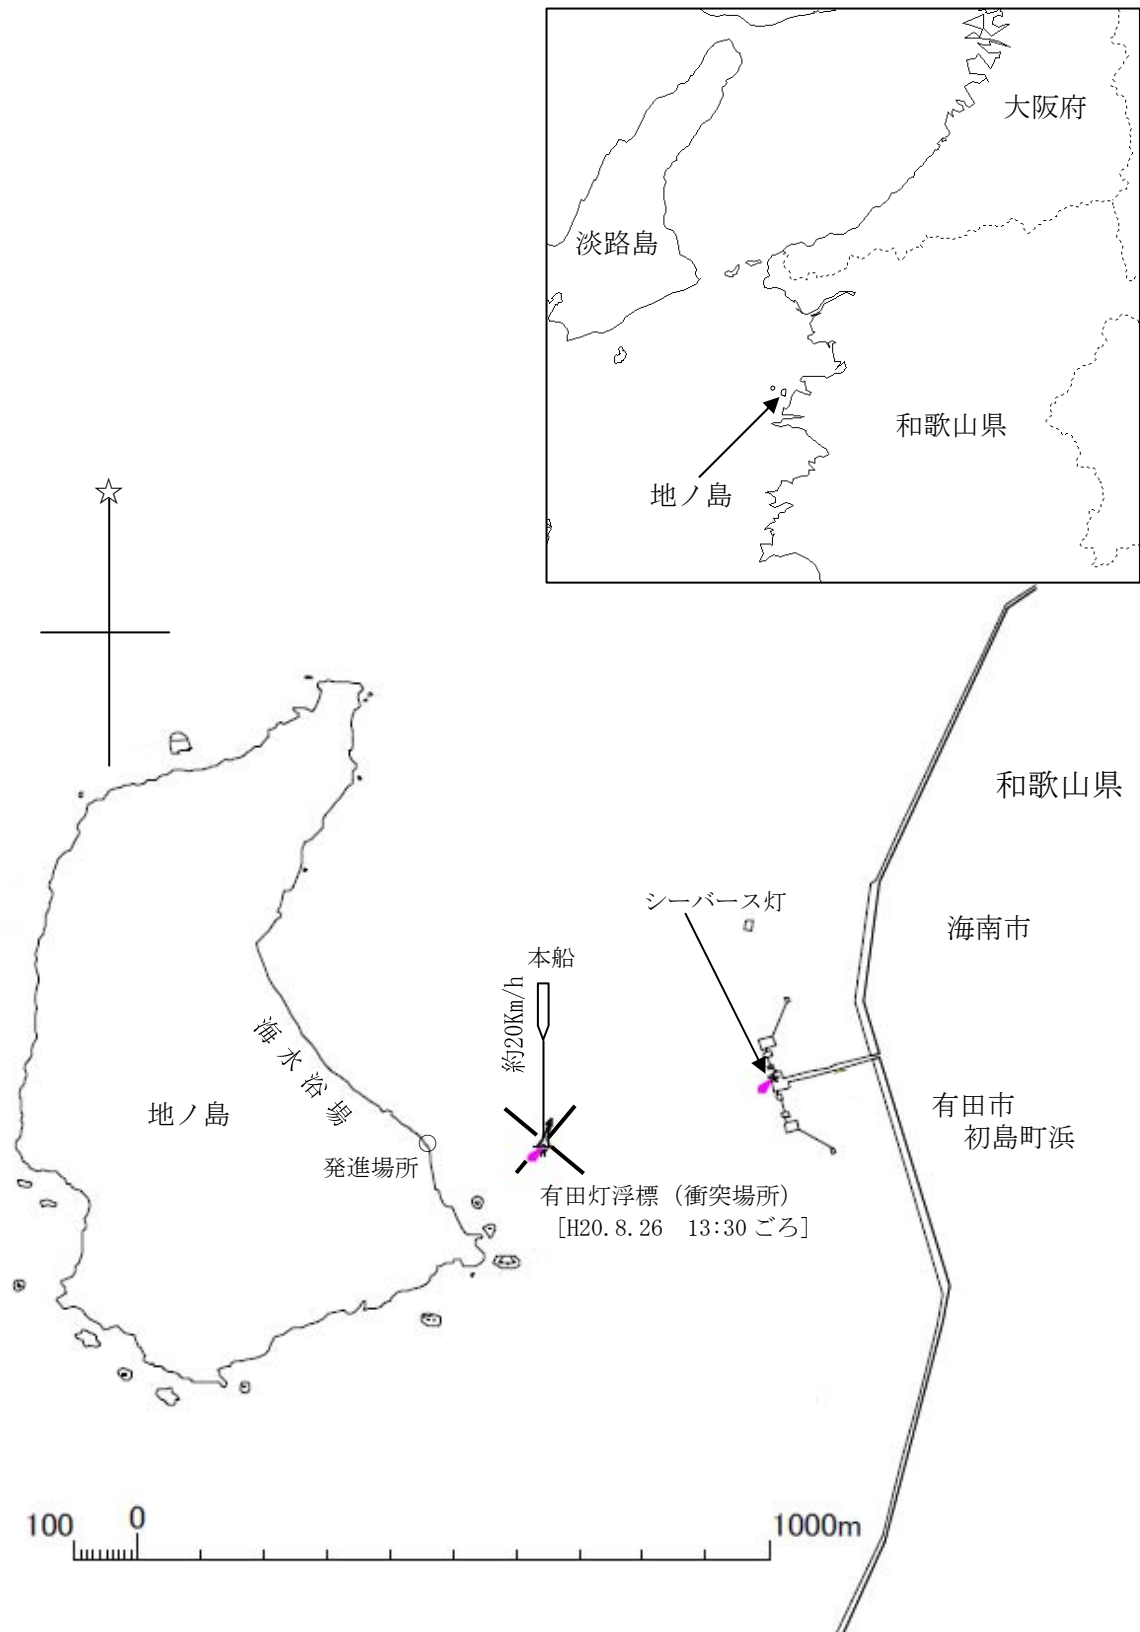 大阪府
淡路島
和歌山県
地ノ島
和歌山県
シーバース灯
海南市
本船
約20Km/h
海水浴場
地ノ島
有田市
初島町浜
発進場所
有田灯浮標（衝突場所）
[H20.8.26　13:30ごろ]
100 0 1000m